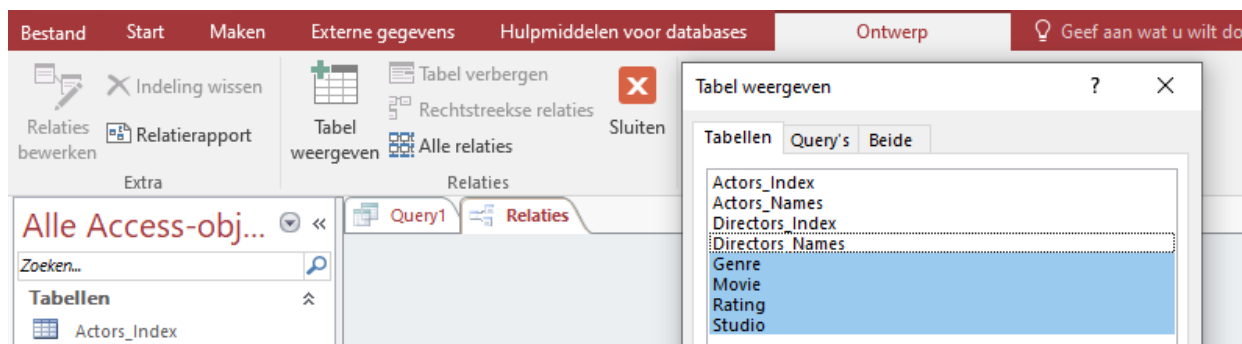 Bestand Start Maken Externe gegevens Hulpmiddelen voor databases Ontwerp Geef aan wat u wilt do
Relaties bewerken
Indeling wissen
Relatierapport
Extra
Tabel weergeven
Tabel verbergen
Rechtstreekse relaties
Alle relaties
Sluiten
Relaties
Alle Access-obj...
Zoeken...
Tabellen
Actors_Index
Query1 Relaties
Tabel weergeven ?
Tabellen Query's Beide
Actors_Index
Actors_Names
Directors_Index
Directors_Names
Genre
Movie
Rating
Studio